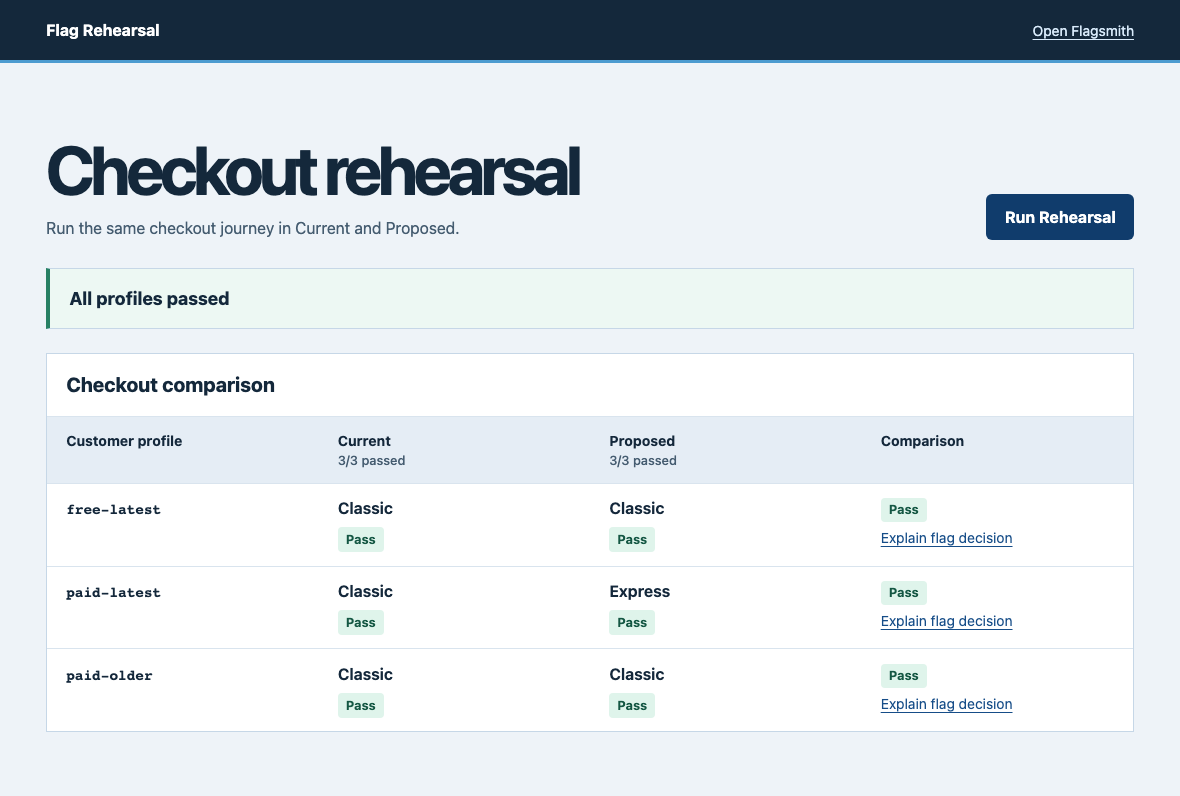 Flag Rehearsal
Open Flagsmith
Checkout rehearsal
Run the same checkout journey in Current and Proposed.
Run Rehearsal
All profiles passed
Checkout comparison
Customer profile
Current
3/3 passed
Proposed
3/3 passed
Comparison
free-latest
Classic
Pass
Classic
Pass
Pass
Explain flag decision
paid-latest
Classic
Pass
Express
Pass
Pass
Explain flag decision
paid-older
Classic
Pass
Classic
Pass
Pass
Explain flag decision